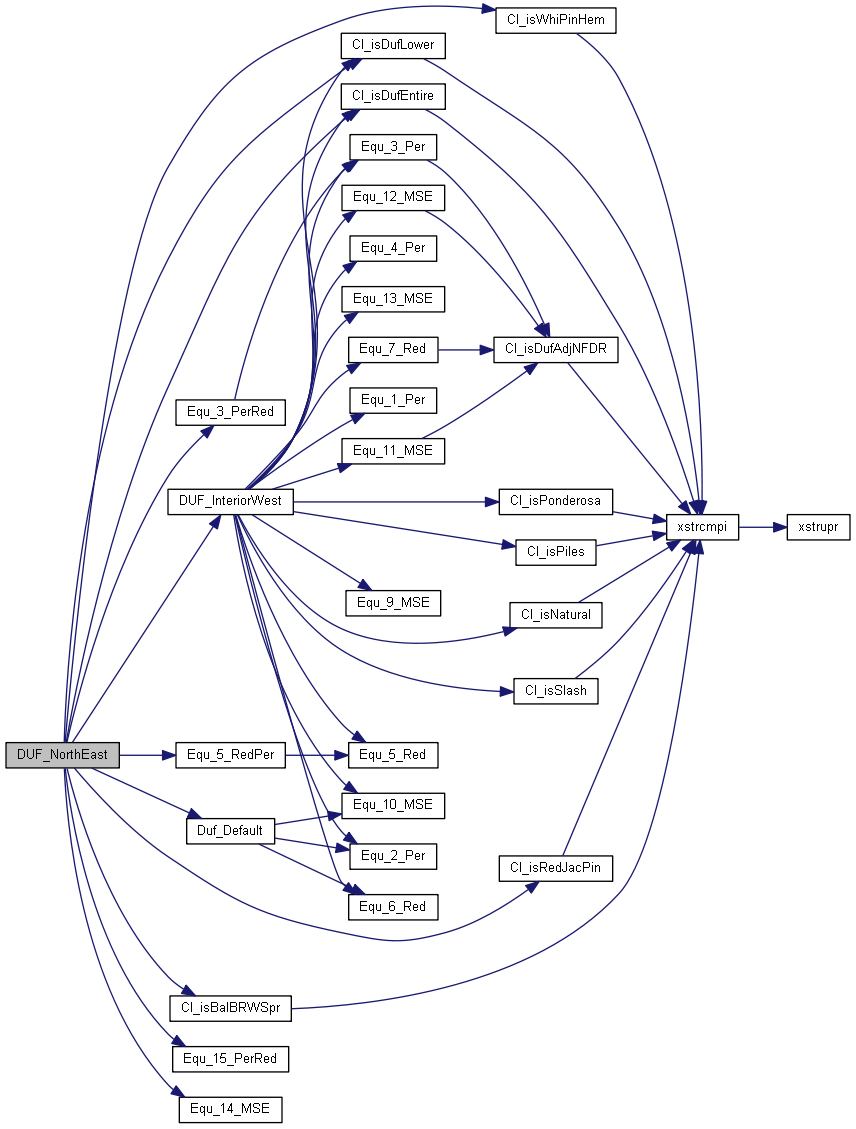 CI_isWhiPinHem
CI_isDufLower
CI_isDufEntire
Equ_3_Per
Equ_12_MSE
Equ_4_Per
Equ_13_MSE
Equ_7_Red
CI_isDufAdjNFDR
Equ_1_Per
Equ_3_PerRed
Equ_11_MSE
DUF_InteriorWest
CI_isPonderosa
xstrcmpi
xstrupr
CI_isPiles
Equ_9_MSE
CI_isNatural
CI_isSlash
DUF_NorthEast
Equ_5_RedPer
Equ_5_Red
Equ_10_MSE
Duf_Default
Equ_2_Per
CI_isRedJacPin
Equ_6_Red
CI_isBalBRWSpr
Equ_15_PerRed
Equ_14_MSE